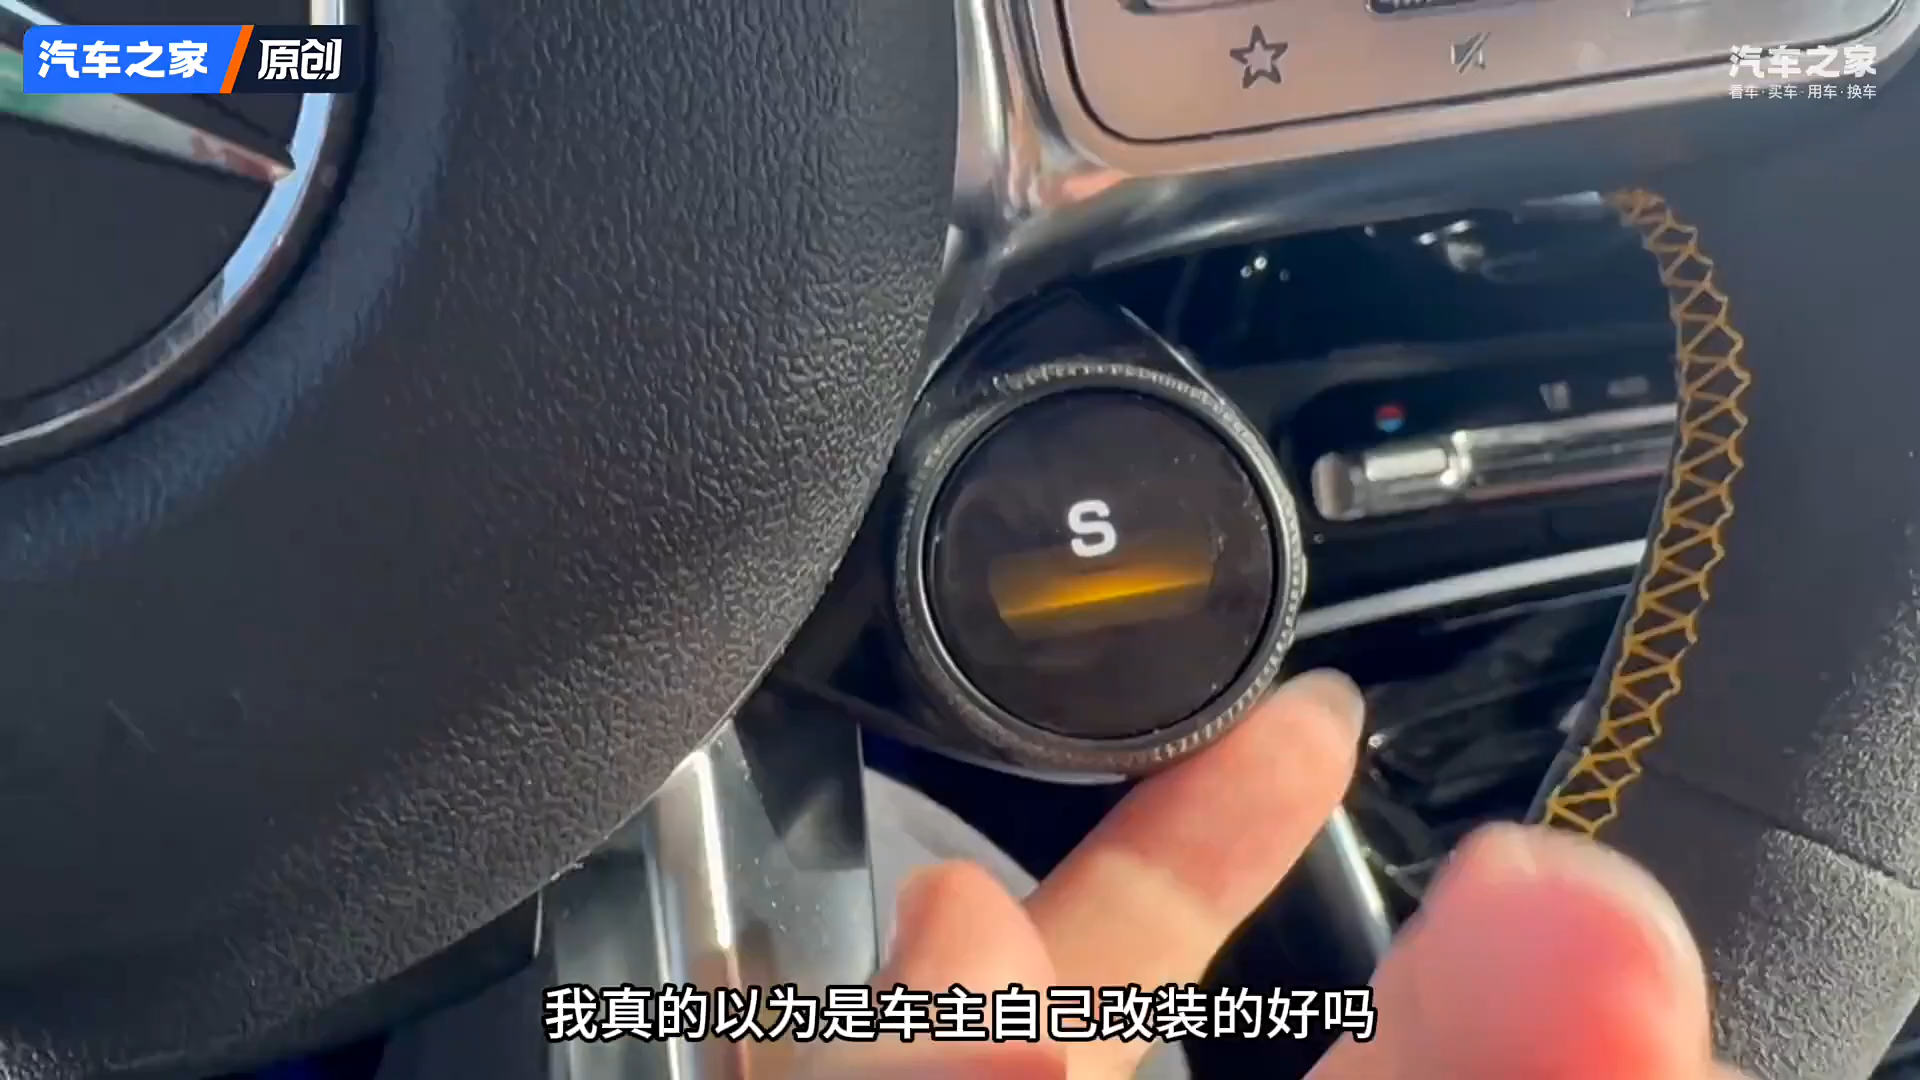 汽车之家 原创
汽车之家
看车·买车·用车·换车
S
我真的以为是车主自己改装的好吗